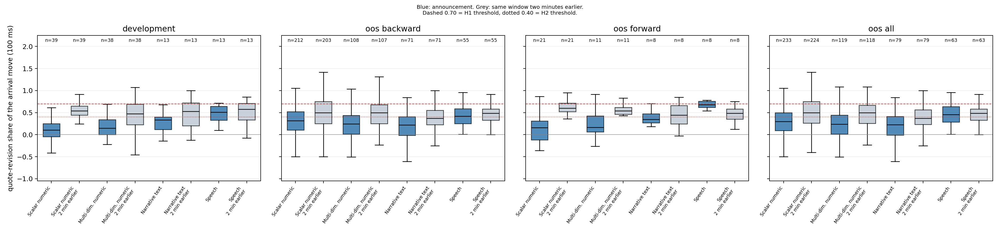 Blue: announcement. Grey: same window two minutes earlier.
Dashed 0.70 = H1 threshold, dotted 0.40 = H2 threshold.
quote-revision share of the arrival move (100 ms)
2.0
1.5
1.0
0.5
0.0
−0.5
−1.0
development
n=39
n=39
n=38
n=38
n=13
n=13
n=13
n=13
Scalar numeric
Scalar numeric
2 min earlier
Multi-dim. numeric
Multi-dim. numeric
2 min earlier
Narrative text
Narrative text
2 min earlier
Speech
Speech
2 min earlier
oos backward
n=212
n=203
n=108
n=107
n=71
n=71
n=55
n=55
Scalar numeric
Scalar numeric
2 min earlier
Multi-dim. numeric
Multi-dim. numeric
2 min earlier
Narrative text
Narrative text
2 min earlier
Speech
Speech
2 min earlier
oos forward
n=21
n=21
n=11
n=11
n=8
n=8
n=8
n=8
Scalar numeric
Scalar numeric
2 min earlier
Multi-dim. numeric
Multi-dim. numeric
2 min earlier
Narrative text
Narrative text
2 min earlier
Speech
Speech
2 min earlier
oos all
n=233
n=224
n=119
n=118
n=79
n=79
n=63
n=63
Scalar numeric
Scalar numeric
2 min earlier
Multi-dim. numeric
Multi-dim. numeric
2 min earlier
Narrative text
Narrative text
2 min earlier
Speech
Speech
2 min earlier